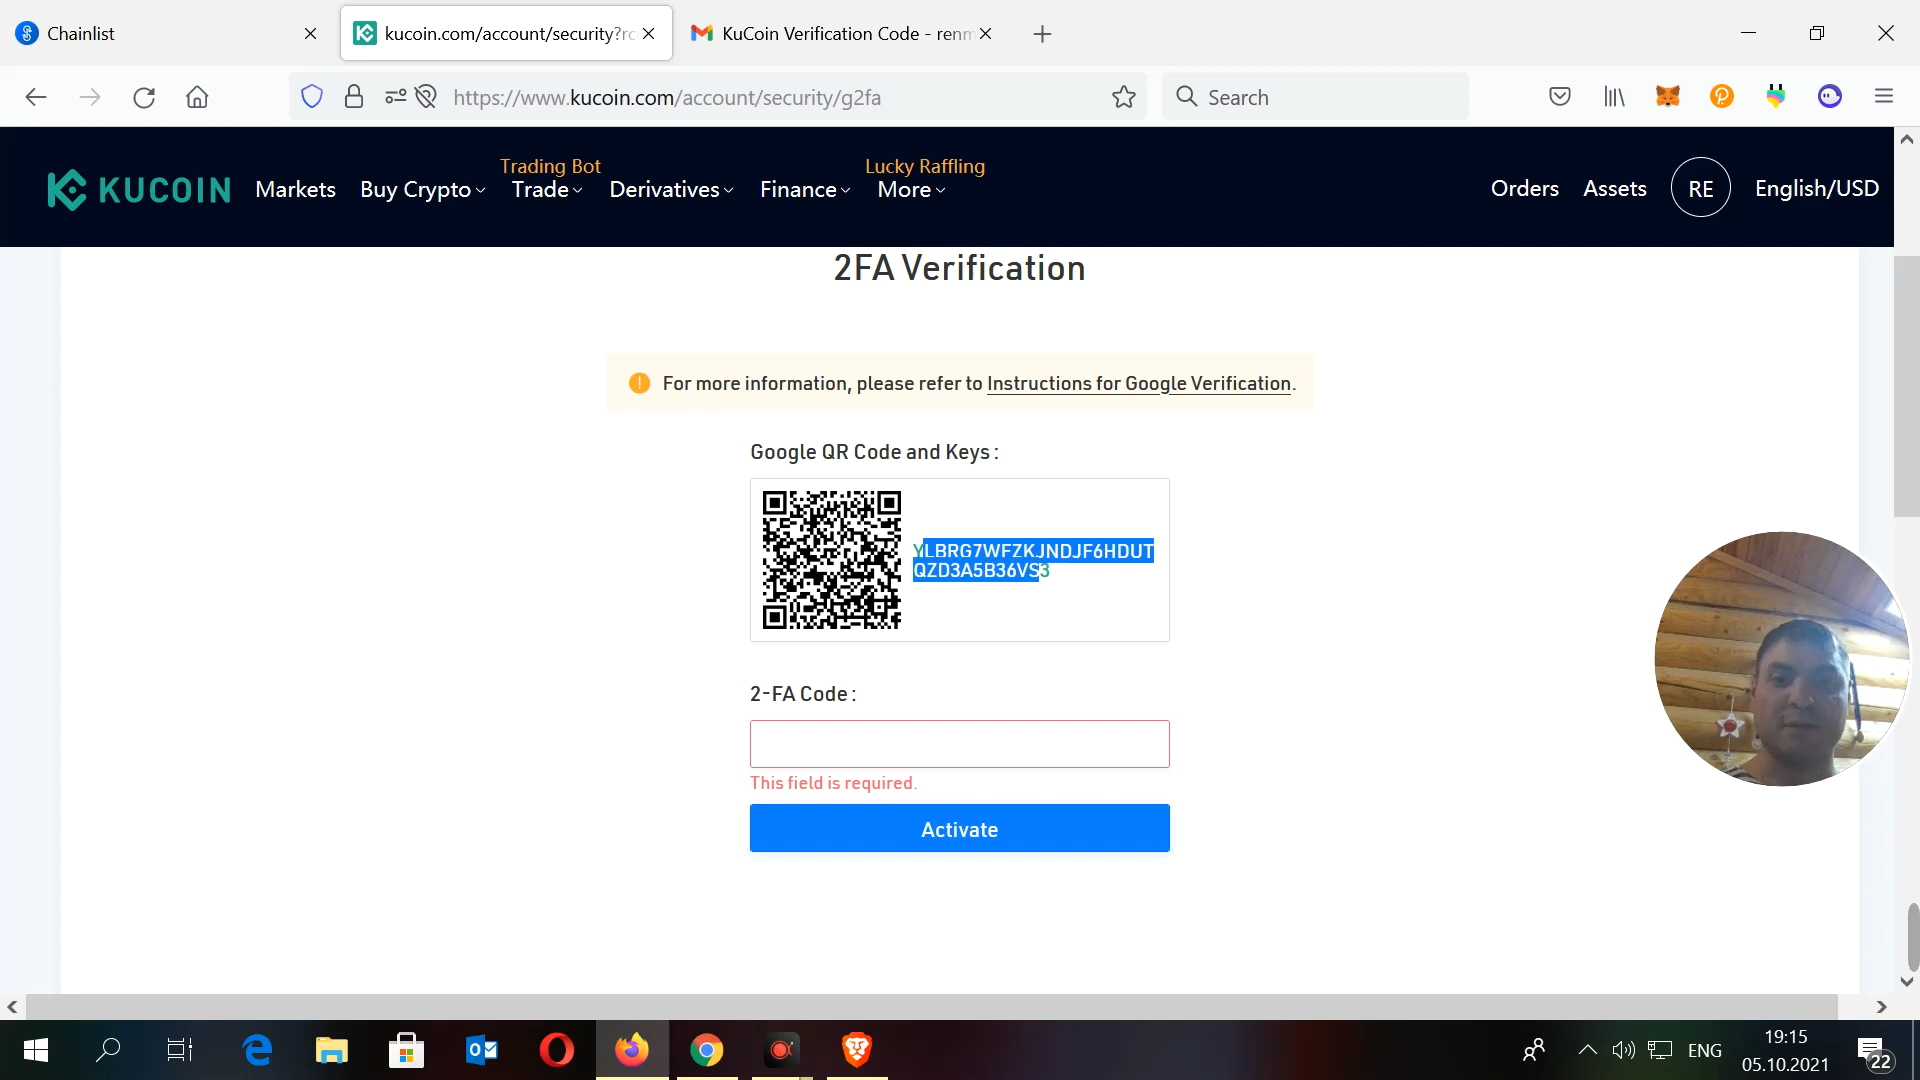 Chainlist
kucoin.com/account/security?rc
KuCoin Verification Code - renm
https://www.kucoin.com/account/security/g2fa
Search
KUCOIN
Markets
Buy Crypto
Trading Bot
Trade
Derivatives
Finance
Lucky Raffling
More
Orders
Assets
RE
English/USD
2FA Verification
For more information, please refer to Instructions for Google Verification.
Google QR Code and Keys :
YLBRG7WFZKJNDJF6HDUT
QZD3A5B36VS3
2-FA Code :
This field is required.
Activate
ENG
19:15
05.10.2021
22